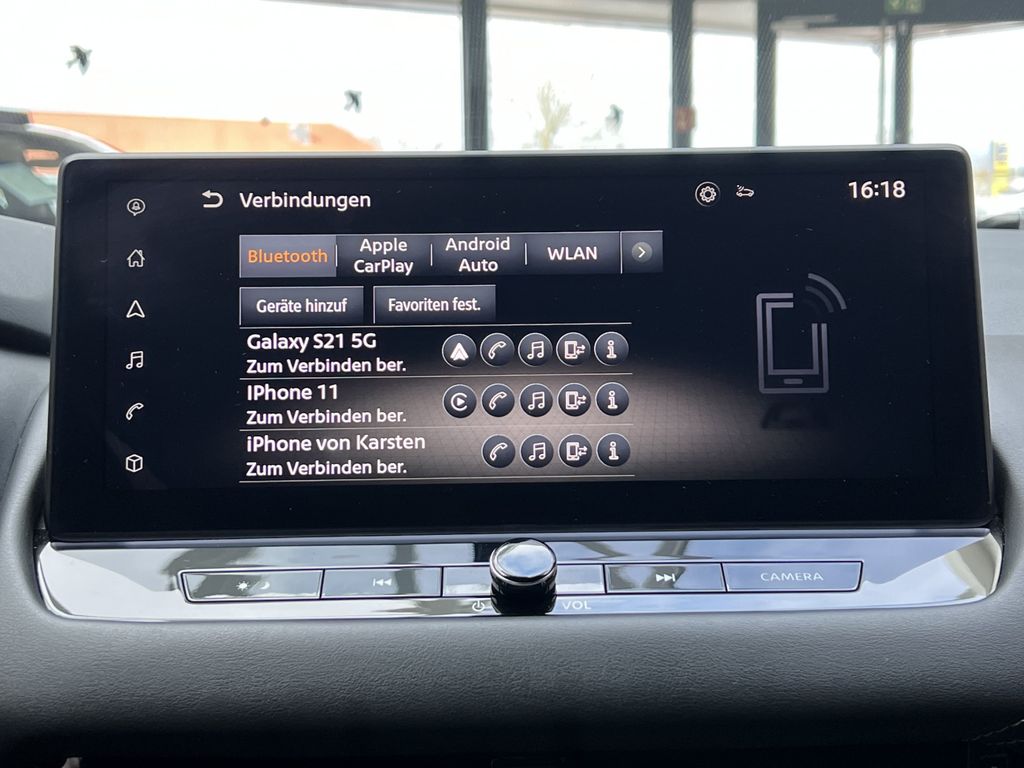 Verbindungen
16:18
Bluetooth
Apple
CarPlay
Android
Auto
WLAN
Geräte hinzuf
Favoriten fest.
Galaxy S21 5G
Zum Verbinden ber.
IPhone 11
Zum Verbinden ber.
iPhone von Karsten
Zum Verbinden ber.
CAMERA
VOL